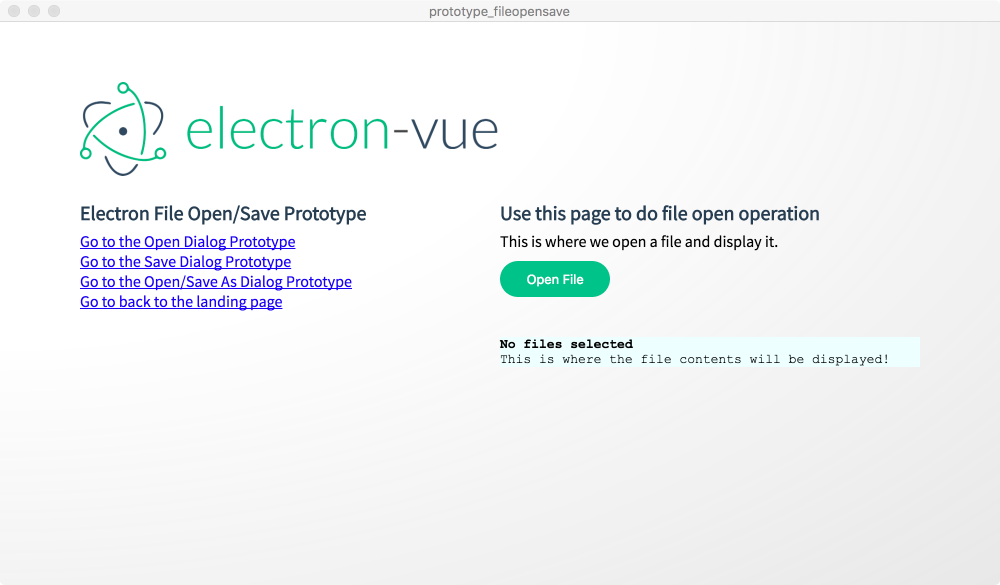 prototype_fileopensave
electron-vue
Electron File Open/Save Prototype
Go to the Open Dialog Prototype
Go to the Save Dialog Prototype
Go to the Open/Save As Dialog Prototype
Go to back to the landing page
Use this page to do file open operation
This is where we open a file and display it.
Open File
No files selected
This is where the file contents will be displayed!